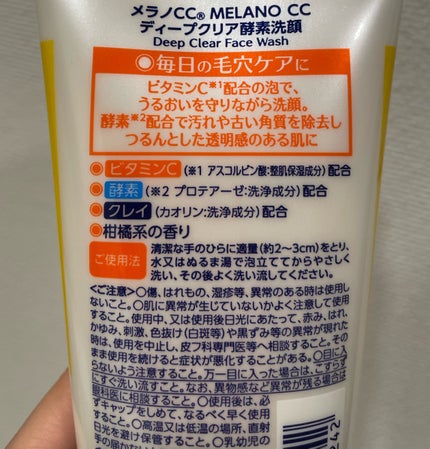 メラノCC® MELANO CC
ディープクリア酵素洗顔
Deep Clear Face Wash
●毎日の毛穴ケアに
ビタミンC※1配合の泡で、
うるおいを守りながら洗顔。
酵素※2配合で汚れや古い角質を除去し
つるんとした透明感のある肌に
●ビタミンC (※1 アスコルビン酸:整肌保湿成分) 配合
●酵素 (※2 プロテアーゼ:洗浄成分) 配合
●クレイ (カオリン:洗浄成分) 配合
●柑橘系の香り
ご使用法 清潔な手のひらに適量(約2~3cm)をとり、
水又はぬるま湯で泡立ててからやさしく
洗い、その後よく洗い流してください。
<ご注意>〇傷、はれもの、湿疹等、異常のある時は使用し
ないこと。〇肌に異常が生じていないかよく注意して使用
すること。使用中、又は使用後日光にあたって、赤み、はれ、
かゆみ、刺激、色抜け(白斑等)や黒ずみ等の異常が現れた
時は、使用を中止し、皮フ科専門医等へ相談すること。その
まま使用を続けると症状が悪化することがある。〇目に入
らないよう注意すること。万一目に入った場合は、こすらず
にすぐ洗い流すこと。なお、異物感など異常が残る場合は
眼科医に相談すること。〇使用後は、必
ずキャップをしめて、なるべく早く使用
すること。〇高温又は低温の場所、直射
日光を避け保管すること。〇乳幼児の
手の届かない